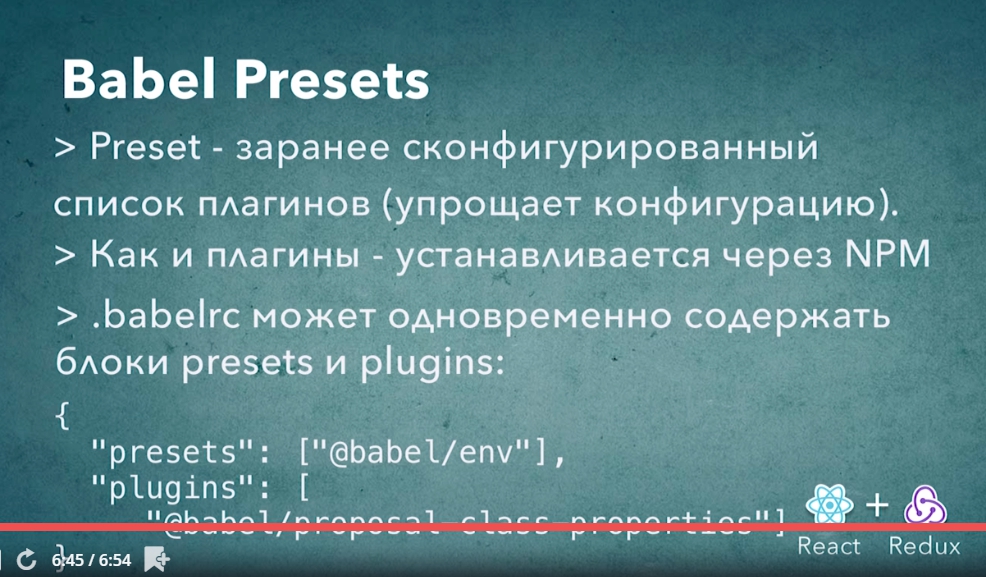 Babel Presets
> Preset - заранее сконфигурированный
список плагинов (упрощает конфигурацию).
> Как и плагины - устанавливается через NPM
> .babelrc может одновременно содержать
блоки presets и plugins:
{
"presets": ["@babel/env"],
"plugins": [
"@babel/proposal-class-properties"]
}
+
React Redux
6:45 / 6:54